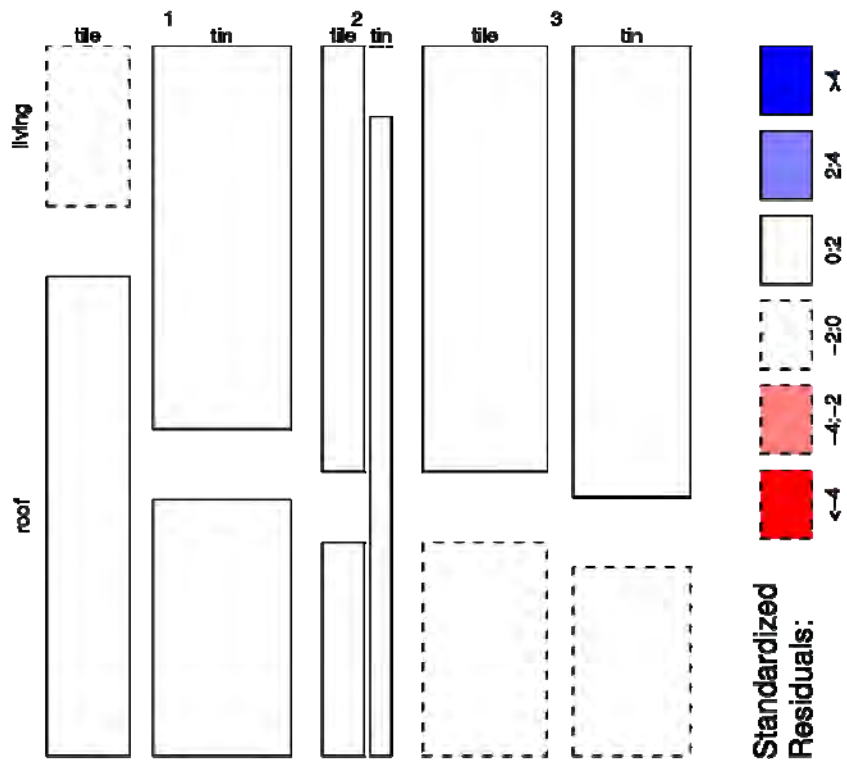 1 2 3
tile tin tile tin tile tin
living
roof
>4
2:4
0:2
-2:0
-4:-2
<-4
Standardized
Residuals: